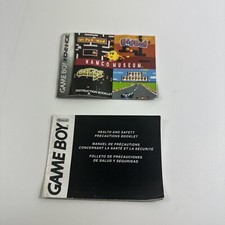 GAME BOY ADVANCE
NAMCO MUSEUM
INSTRUCTION BOOKLET
GAME BOY
HEALTH AND SAFETY
PRECAUTIONS BOOKLET
MANUEL DE PRÉCAUTIONS
CONCERNANT LA SANTÉ ET LA SÉCURITÉ
FOLLETO DE PRECAUCIONES
DE SALUD Y SEGURIDAD